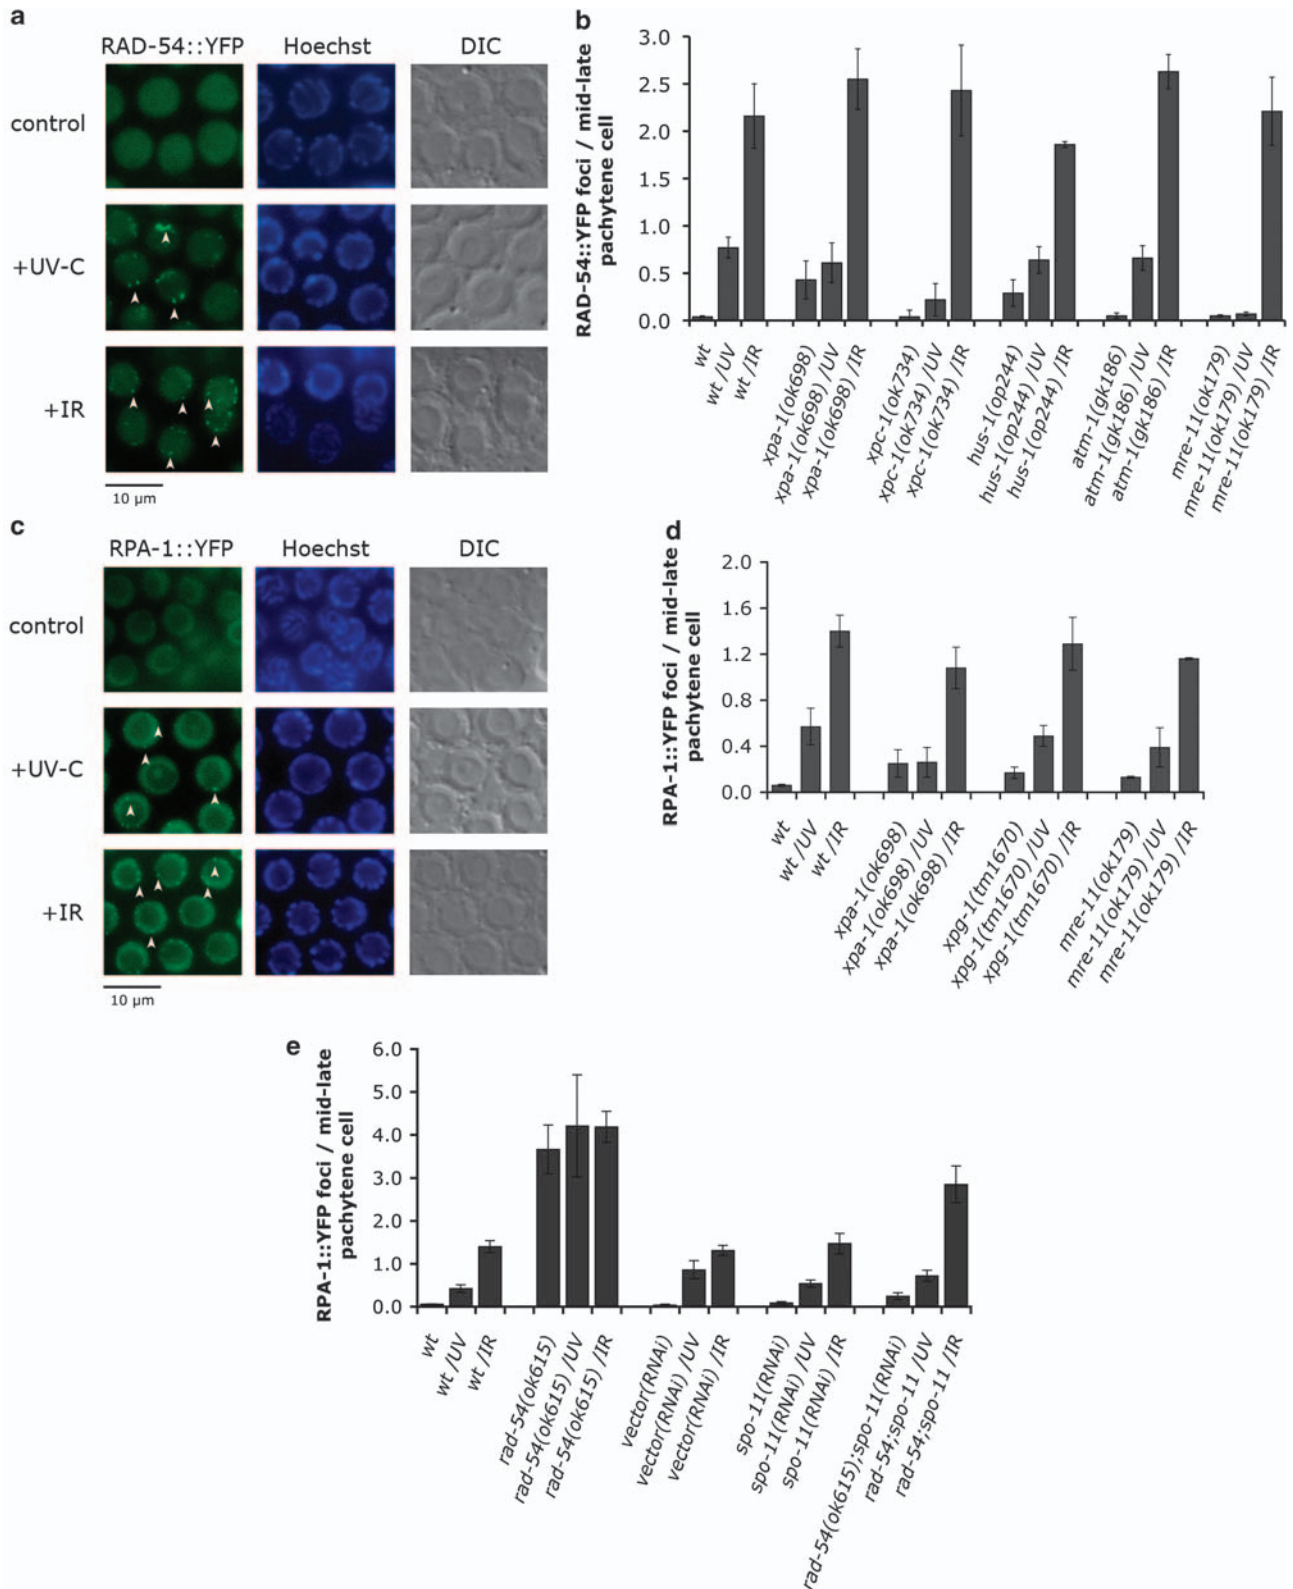 a
RAD-54::YFP Hoechst DIC
control
+UV-C
+IR
10 µm
b
RAD-54::YFP foci / mid-late
pachytene cell
3.0
2.5
2.0
1.5
1.0
0.5
0.0
wt
wt /UV
wt /IR
xpa-1(ok698)
xpa-1(ok698) /UV
xpa-1(ok698) /IR
xpc-1(ok734)
xpc-1(ok734) /UV
xpc-1(ok734) /IR
hus-1(op244)
hus-1(op244) /UV
hus-1(op244) /IR
atm-1(gk186)
atm-1(gk186) /UV
atm-1(gk186) /IR
mre-11(ok179)
mre-11(ok179) /UV
mre-11(ok179) /IR
c
RPA-1::YFP Hoechst DIC
control
+UV-C
+IR
10 µm
d
RPA-1::YFP foci / mid-late
pachytene cell
2.0
1.6
1.2
0.8
0.4
0.0
wt
wt /UV
wt /IR
xpa-1(ok698)
xpa-1(ok698) /UV
xpa-1(ok698) /IR
xpg-1(tm1670)
xpg-1(tm1670) /UV
xpg-1(tm1670) /IR
mre-11(ok179)
mre-11(ok179) /UV
mre-11(ok179) /IR
e
RPA-1::YFP foci / mid-late
pachytene cell
6.0
5.0
4.0
3.0
2.0
1.0
0.0
wt
wt /UV
wt /IR
rad-54(ok615)
rad-54(ok615) /UV
rad-54(ok615) /IR
vector(RNAi)
vector(RNAi) /UV
vector(RNAi) /IR
spo-11(RNAi)
spo-11(RNAi) /UV
spo-11(RNAi) /IR
rad-54(ok615);spo-11(RNAi)
rad-54;spo-11 /UV
rad-54;spo-11 /IR